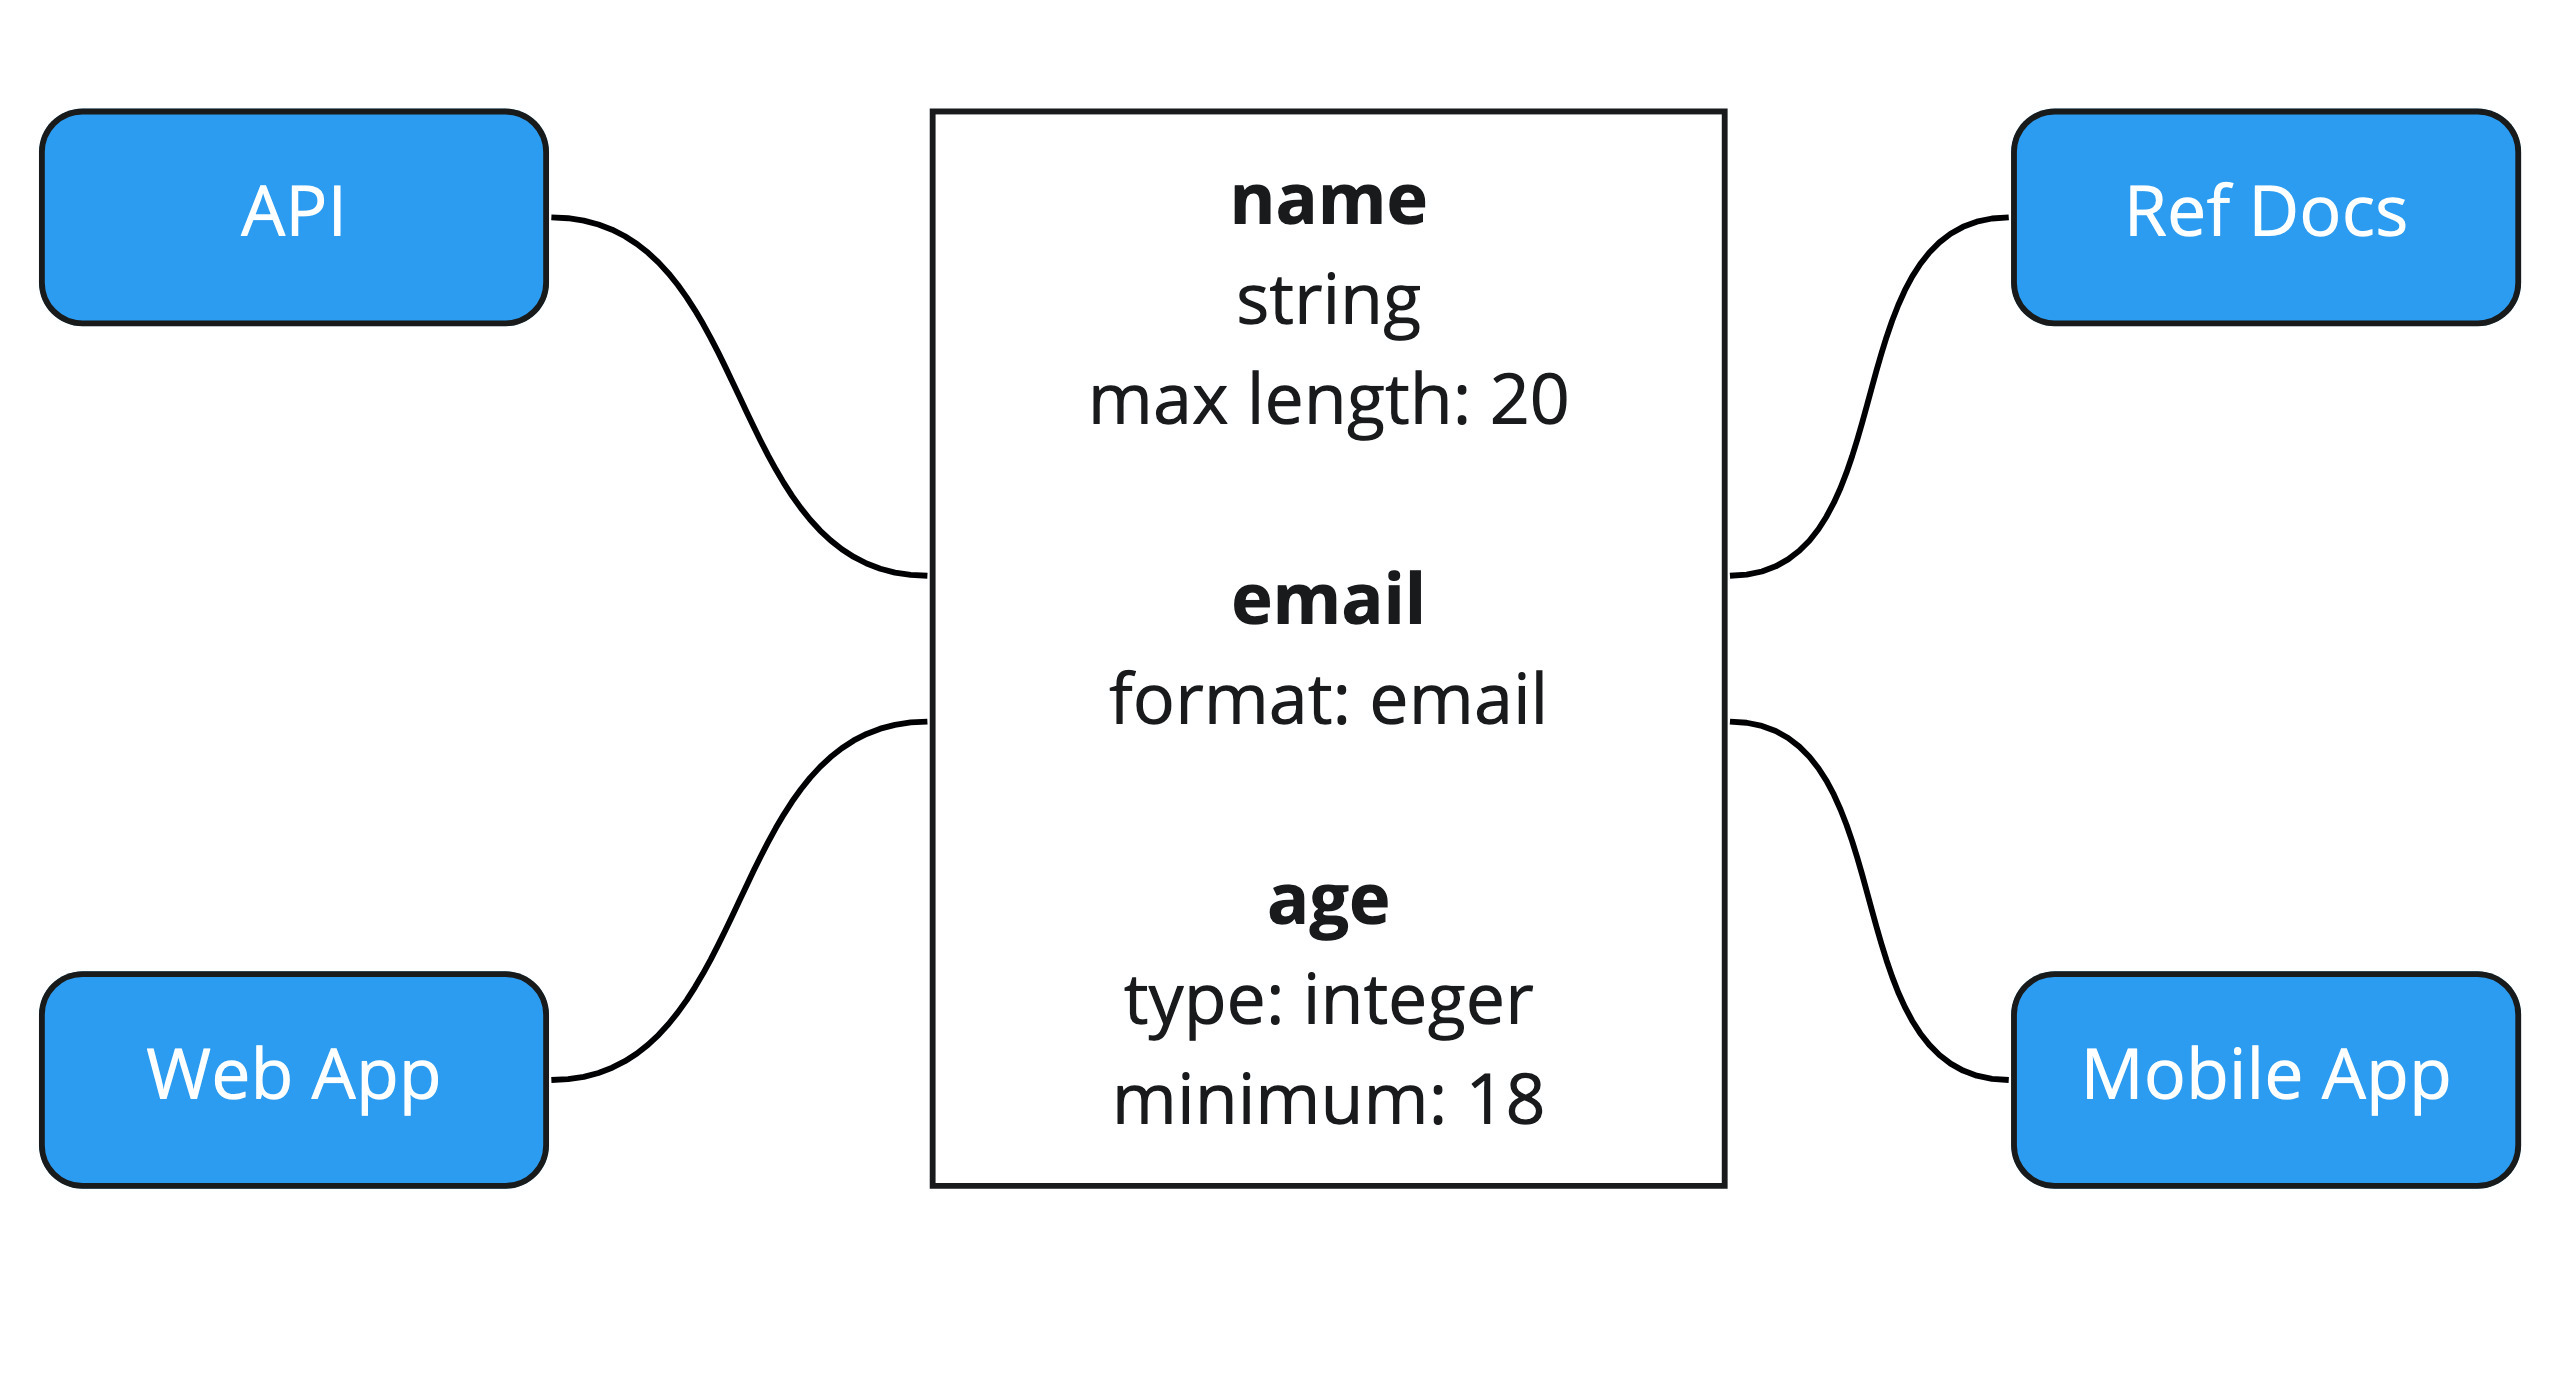 API
Web App
name
string
max length: 20
email
format: email
age
type: integer
minimum: 18
Ref Docs
Mobile App